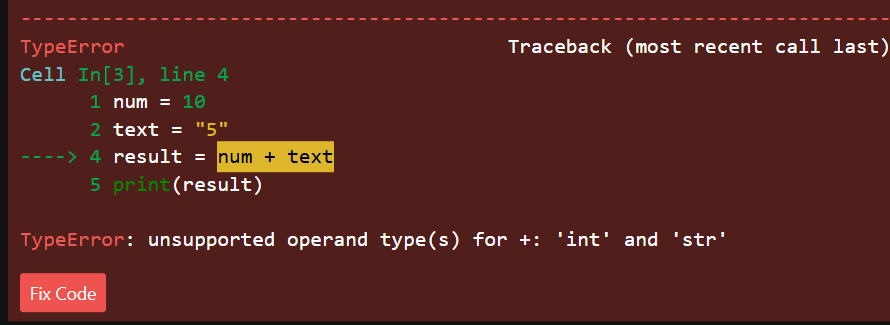 ---------------------------------------------------------------------------
TypeError                                 Traceback (most recent call last)
Cell In[3], line 4
      1 num = 10
      2 text = "5"
----> 4 result = num + text
      5 print(result)

TypeError: unsupported operand type(s) for +: 'int' and 'str'
Fix Code